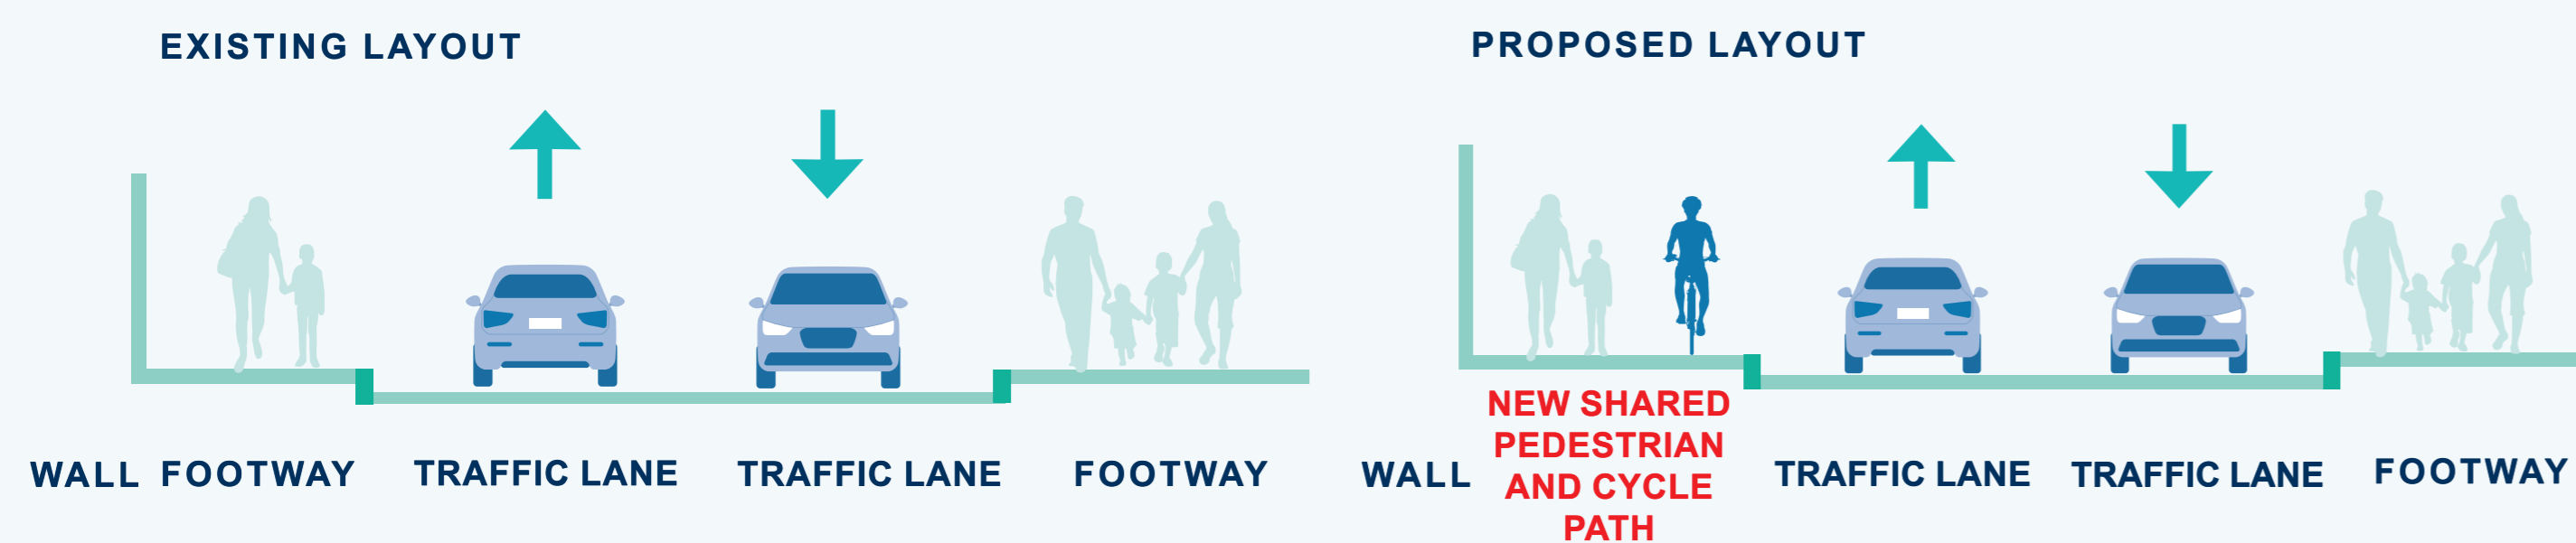 EXISTING LAYOUT
WALL FOOTWAY TRAFFIC LANE TRAFFIC LANE FOOTWAY
PROPOSED LAYOUT
WALL
NEW SHARED
PEDESTRIAN
AND CYCLE
PATH
TRAFFIC LANE TRAFFIC LANE FOOTWAY